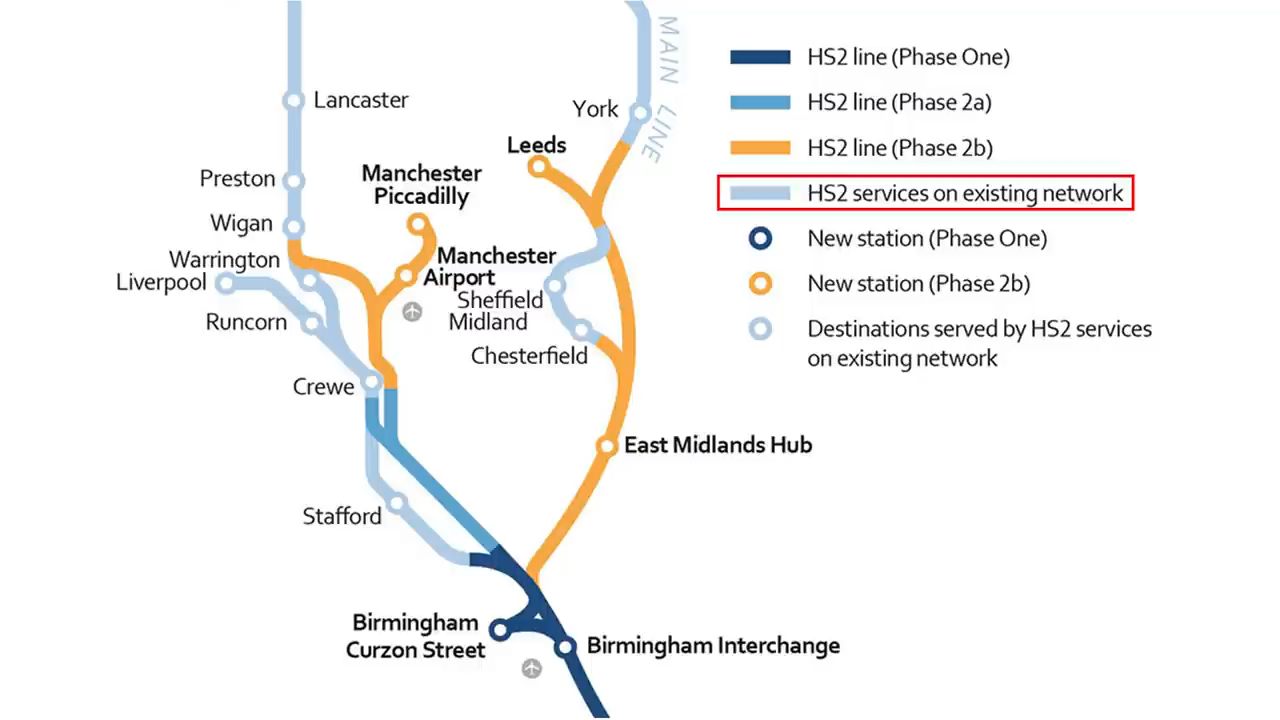 MAIN LINE
Lancaster
York
Leeds
Preston
Manchester
Piccadilly
Wigan
Manchester
Airport
Warrington
Liverpool
Sheffield
Midland
Runcorn
Chesterfield
Crewe
East Midlands Hub
Stafford
Birmingham
Curzon Street
Birmingham Interchange
HS2 line (Phase One)
HS2 line (Phase 2a)
HS2 line (Phase 2b)
HS2 services on existing network
New station (Phase One)
New station (Phase 2b)
Destinations served by HS2 services
on existing network